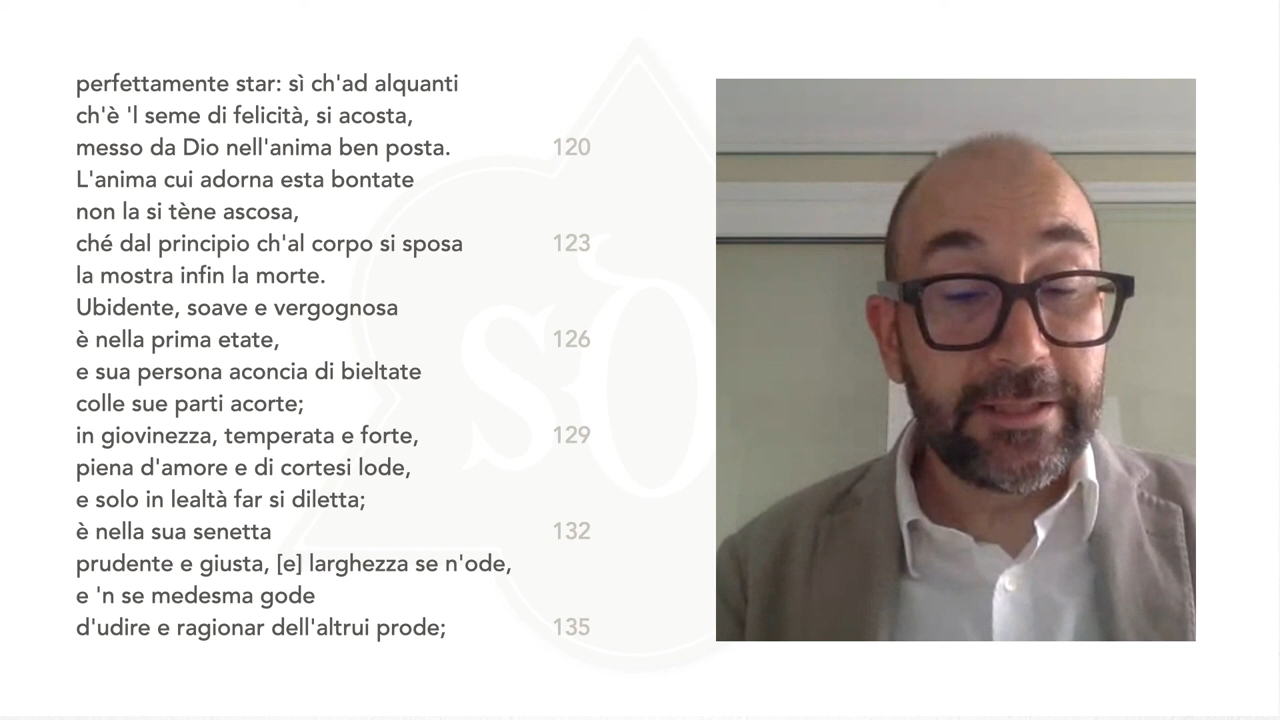 perfettamente star: sì ch'ad alquanti
ch'è 'l seme di felicità, si acosta,
messo da Dio nell'anima ben posta. 120
L'anima cui adorna esta bontate
non la si tène ascosa,
ché dal principio ch'al corpo si sposa 123
la mostra infin la morte.
Ubidente, soave e vergognosa
è nella prima etate, 126
e sua persona aconcia di bieltate
colle sue parti acorte;
in giovinezza, temperata e forte, 129
piena d'amore e di cortesi lode,
e solo in lealtà far si diletta;
è nella sua senetta 132
prudente e giusta, [e] larghezza se n'ode,
e 'n se medesma gode
d'udire e ragionar dell'altrui prode; 135
sÒ